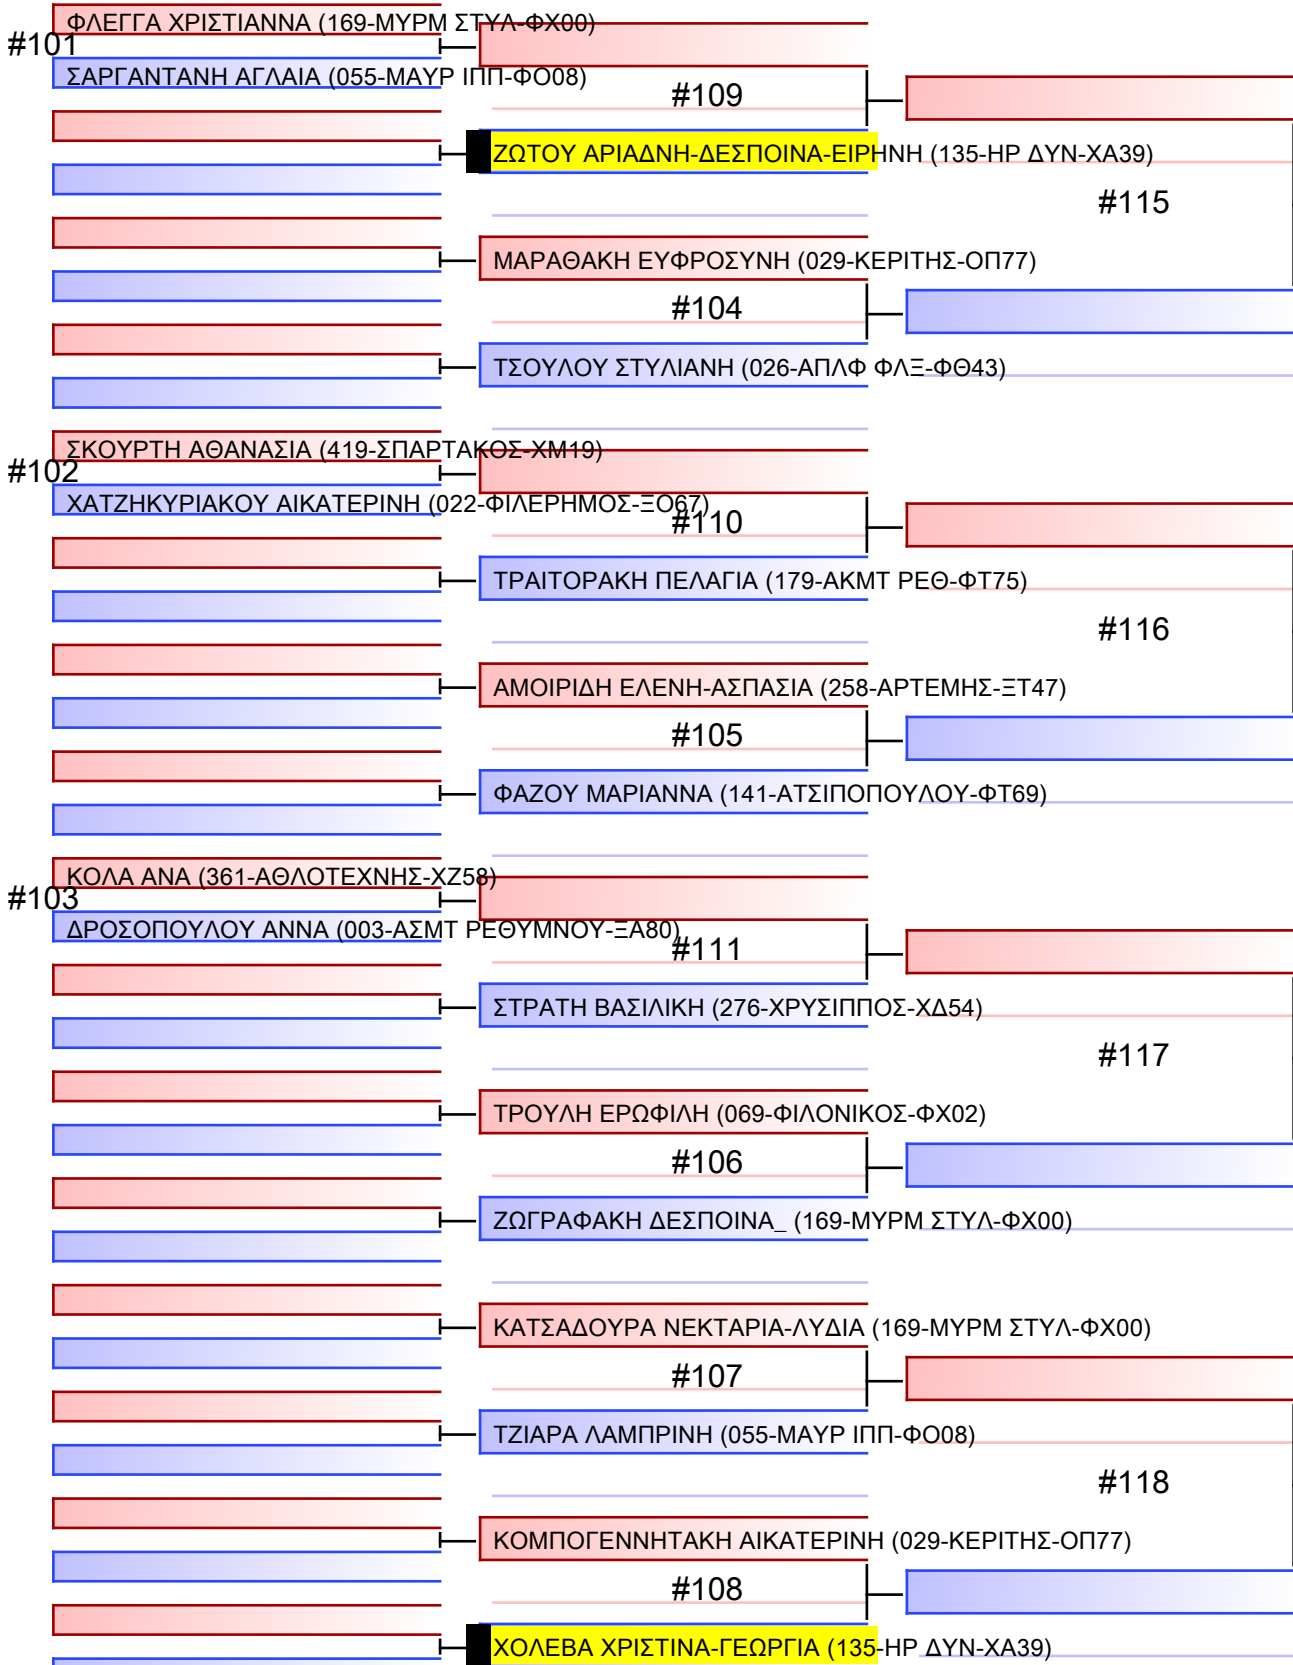 ΦΛΕΓΓΑ ΧΡΙΣΤΙΑΝΝΑ (169-ΜΥΡΜ ΣΤΥΛ-ΦΧ00)
#101
ΣΑΡΓΑΝΤΑΝΗ ΑΓΛΑΙΑ (055-ΜΑΥΡ ΙΠΠ-ΦΟ08)
#109
ΖΩΤΟΥ ΑΡΙΑΔΝΗ-ΔΕΣΠΟΙΝΑ-ΕΙΡΗΝΗ (135-ΗΡ ΔΥΝ-ΧΑ39)
#115
ΜΑΡΑΘΑΚΗ ΕΥΦΡΟΣΥΝΗ (029-ΚΕΡΙΤΗΣ-ΟΠ77)
#104
ΤΣΟΥΛΟΥ ΣΤΥΛΙΑΝΗ (026-ΑΠΛΦ ΦΛΞ-ΦΘ43)
ΣΚΟΥΡΤΗ ΑΘΑΝΑΣΙΑ (419-ΣΠΑΡΤΑΚΟΣ-ΧΜ19)
#102
ΧΑΤΖΗΚΥΡΙΑΚΟΥ ΑΙΚΑΤΕΡΙΝΗ (022-ΦΙΛΕΡΗΜΟΣ-ΞΟ67)
#110
ΤΡΑΙΤΟΡΑΚΗ ΠΕΛΑΓΙΑ (179-ΑΚΜΤ ΡΕΘ-ΦΤ75)
#116
ΑΜΟΙΡΙΔΗ ΕΛΕΝΗ-ΑΣΠΑΣΙΑ (258-ΑΡΤΕΜΗΣ-ΞΤ47)
#105
ΦΑΖΟΥ ΜΑΡΙΑΝΝΑ (141-ΑΤΣΙΠΟΠΟΥΛΟΥ-ΦΤ69)
ΚΟΛΑ ΑΝΑ (361-ΑΘΛΟΤΕΧΝΗΣ-ΧΖ58)
#103
ΔΡΟΣΟΠΟΥΛΟΥ ΑΝΝΑ (003-ΑΣΜΤ ΡΕΘΥΜΝΟΥ-ΞΑ80)
#111
ΣΤΡΑΤΗ ΒΑΣΙΛΙΚΗ (276-ΧΡΥΣΙΠΠΟΣ-ΧΔ54)
#117
ΤΡΟΥΛΗ ΕΡΩΦΙΛΗ (069-ΦΙΛΟΝΙΚΟΣ-ΦΧ02)
#106
ΖΩΓΡΑΦΑΚΗ ΔΕΣΠΟΙΝΑ_ (169-ΜΥΡΜ ΣΤΥΛ-ΦΧ00)
ΚΑΤΣΑΔΟΥΡΑ ΝΕΚΤΑΡΙΑ-ΛΥΔΙΑ (169-ΜΥΡΜ ΣΤΥΛ-ΦΧ00)
#107
ΤΖΙΑΡΑ ΛΑΜΠΡΙΝΗ (055-ΜΑΥΡ ΙΠΠ-ΦΟ08)
#118
ΚΟΜΠΟΓΕΝΝΗΤΑΚΗ ΑΙΚΑΤΕΡΙΝΗ (029-ΚΕΡΙΤΗΣ-ΟΠ77)
#108
ΧΟΛΕΒΑ ΧΡΙΣΤΙΝΑ-ΓΕΩΡΓΙΑ (135-ΗΡ ΔΥΝ-ΧΑ39)